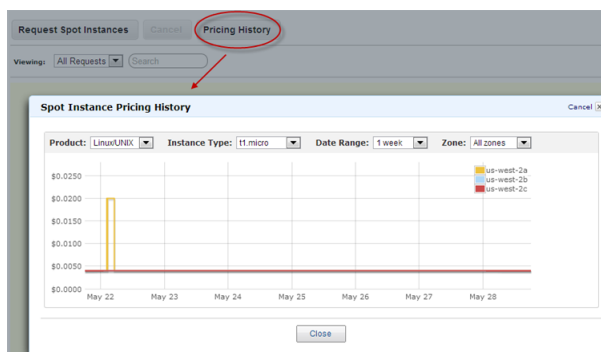 Request Spot Instances Cancel Pricing History
Viewing: All Requests Search
Spot Instance Pricing History Cancel
Product: Linux/UNIX Instance Type: t1.micro Date Range: 1 week Zone: All zones
us-west-2a
us-west-2b
us-west-2c
$0.0250
$0.0200
$0.0150
$0.0100
$0.0050
$0.0000
May 22 May 23 May 24 May 25 May 26 May 27 May 28
Close